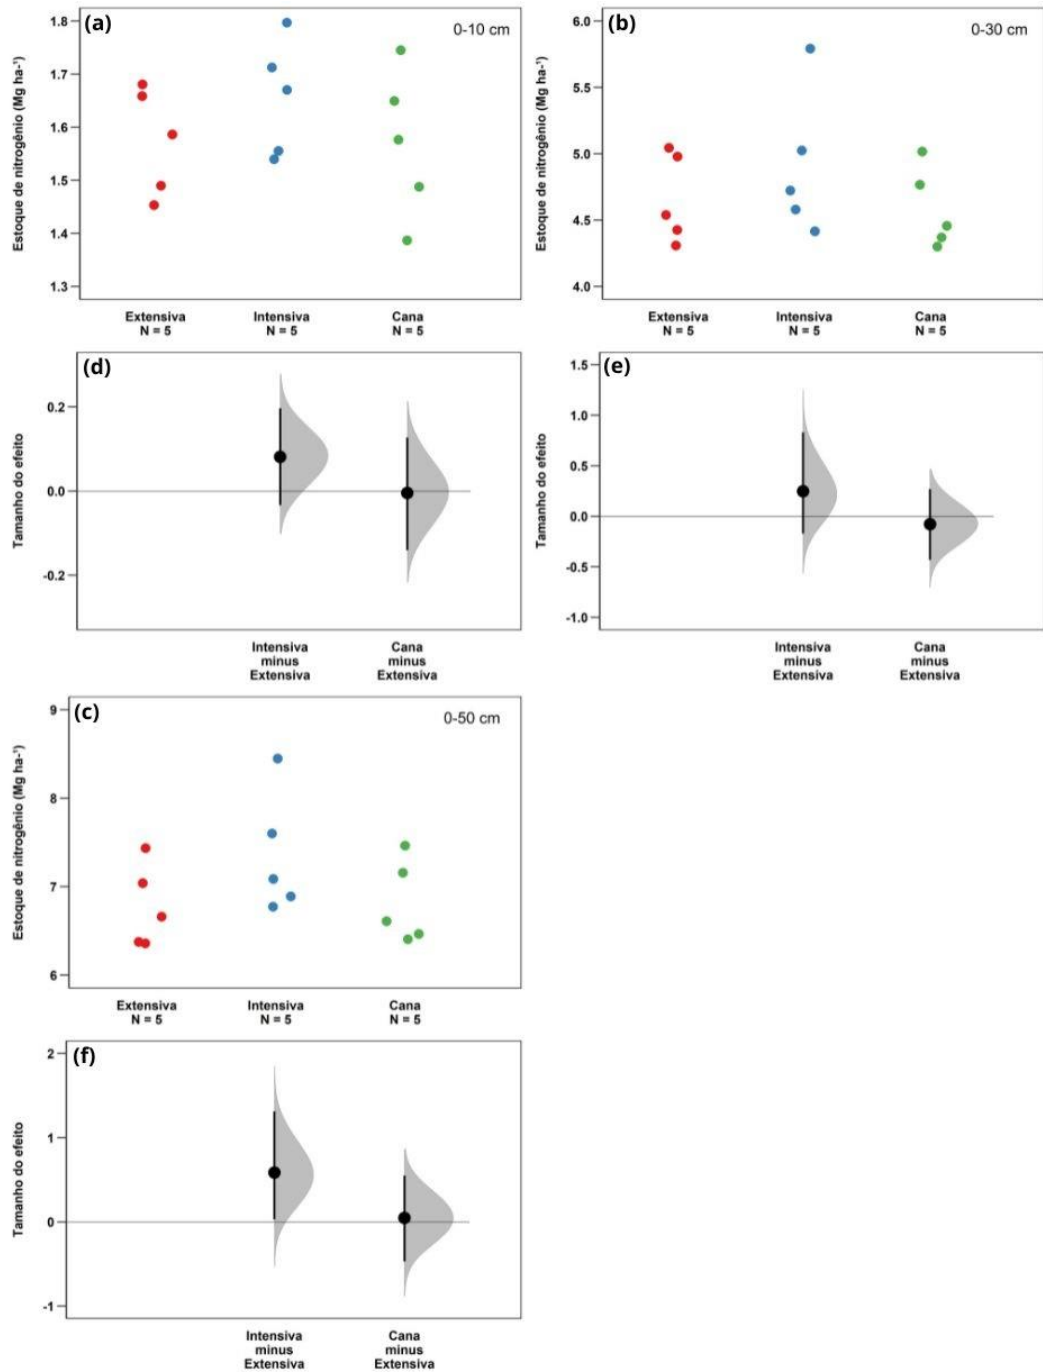 (a)
0-10 cm
Estoque de nitrogênio (Mg ha-¹)
1.8
1.7
1.6
1.5
1.4
1.3
Extensiva
N = 5
Intensiva
N = 5
Cana
N = 5
(b)
0-30 cm
Estoque de nitrogênio (Mg ha-¹)
6.0
5.5
5.0
4.5
4.0
Extensiva
N = 5
Intensiva
N = 5
Cana
N = 5
(d)
Tamanho do efeito
0.2
0.0
-0.2
Intensiva
minus
Extensiva
Cana
minus
Extensiva
(e)
Tamanho do efeito
1.5
1.0
0.5
0.0
-0.5
-1.0
Intensiva
minus
Extensiva
Cana
minus
Extensiva
(c)
0-50 cm
Estoque de nitrogênio (Mg ha-¹)
9
8
7
6
Extensiva
N = 5
Intensiva
N = 5
Cana
N = 5
(f)
Tamanho do efeito
2
1
0
-1
Intensiva
minus
Extensiva
Cana
minus
Extensiva